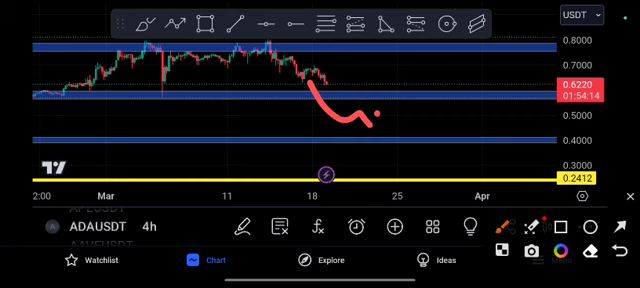 USDT
0.8000
0.7000
0.6220
01:54:14
0.5000
0.4000
0.3000
0.2412
2:00 Mar 11 18 25 Apr
ADAUSDT 4h
AAVEUSDT
Watchlist Chart Explore Ideas